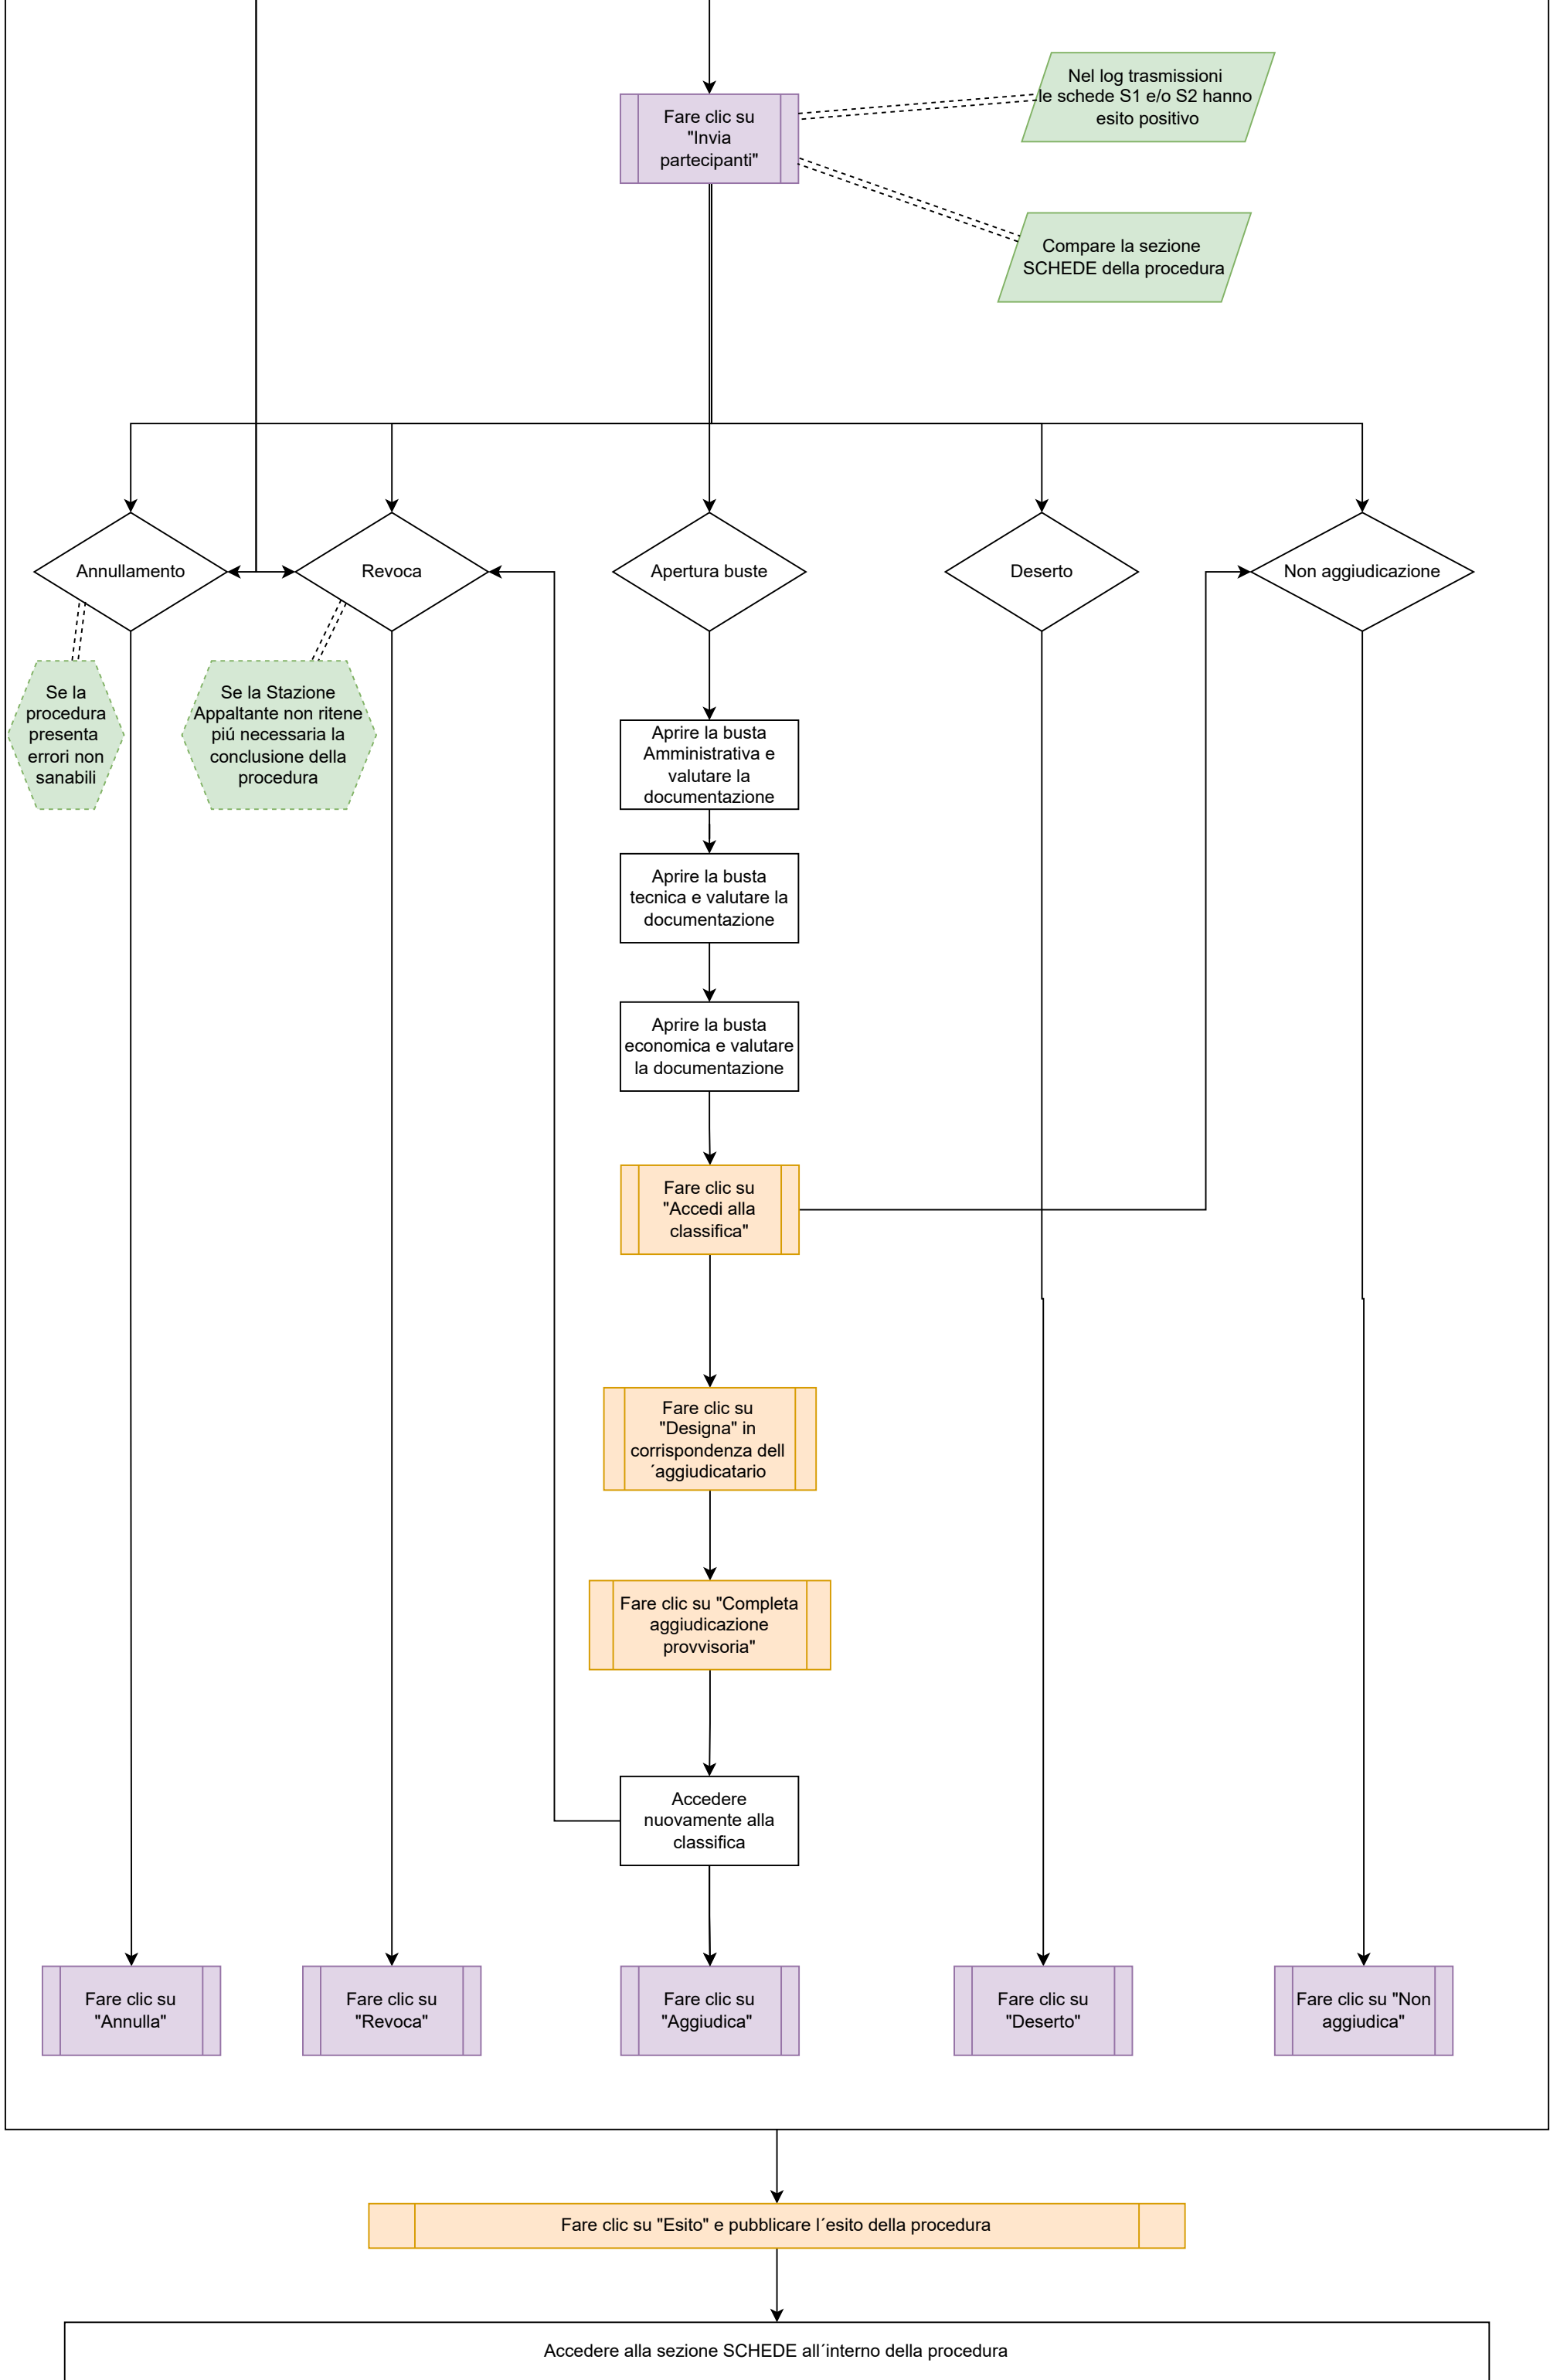 Nel log trasmissioni
le schede S1 e/o S2 hanno
esito positivo
Fare clic su
"Invia
partecipanti"
Compare la sezione
SCHEDE della procedura
Annullamento
Revoca
Apertura buste
Deserto
Non aggiudicazione
Se la
procedura
presenta
errori non
sanabili
Se la Stazione
Appaltante non ritene
piú necessaria la
conclusione della
procedura
Aprire la busta
Amministrativa e
valutare la
documentazione
Aprire la busta
tecnica e valutare la
documentazione
Aprire la busta
economica e valutare
la documentazione
Fare clic su
"Accedi alla
classifica"
Fare clic su
"Designa" in
corrispondenza dell
´aggiudicatario
Fare clic su "Completa
aggiudicazione
provvisoria"
Accedere
nuovamente alla
classifica
Fare clic su
"Annulla"
Fare clic su
"Revoca"
Fare clic su
"Aggiudica"
Fare clic su
"Deserto"
Fare clic su "Non
aggiudica"
Fare clic su "Esito" e pubblicare l´esito della procedura
Accedere alla sezione SCHEDE all´interno della procedura